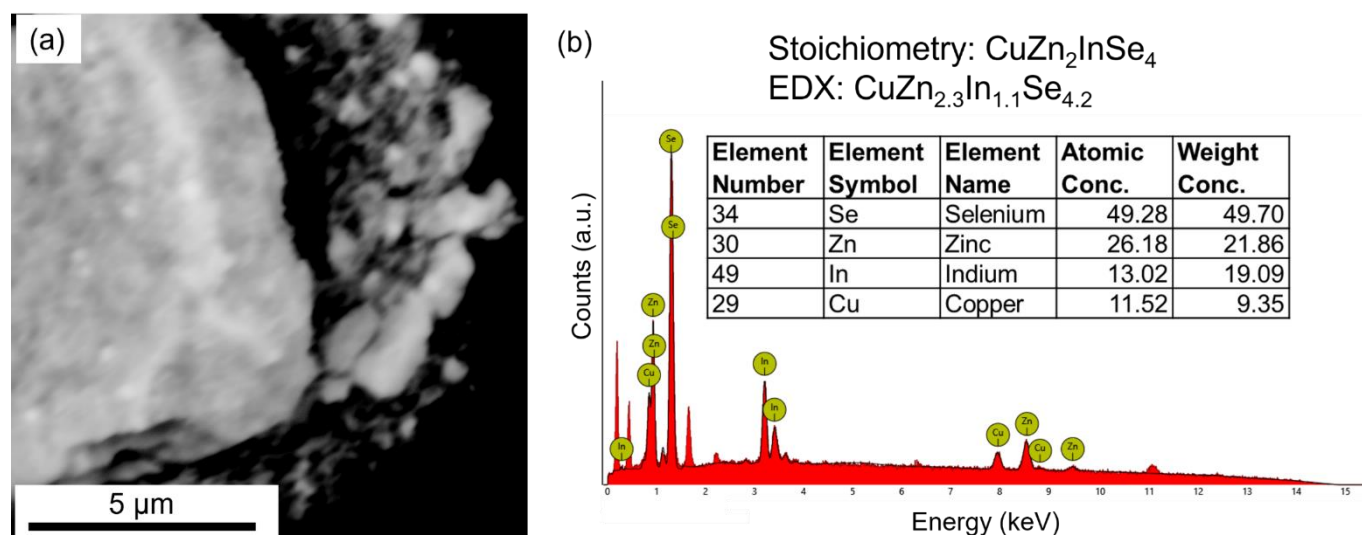 (a)
5 µm
(b)
Stoichiometry: CuZn₂InSe₄
EDX: CuZn₂.₃In₁.₁Se₄.₂
Element Number Element Symbol Element Name Atomic Conc. Weight Conc.
34 Se Selenium 49.28 49.70
30 Zn Zinc 26.18 21.86
49 In Indium 13.02 19.09
29 Cu Copper 11.52 9.35
Counts (a.u.)
Se
Se
Zn
Zn
Cu
In
In
In
Cu
Zn
Cu
Zn
0 1 2 3 4 5 6 7 8 9 10 11 12 13 14 15
Energy (keV)